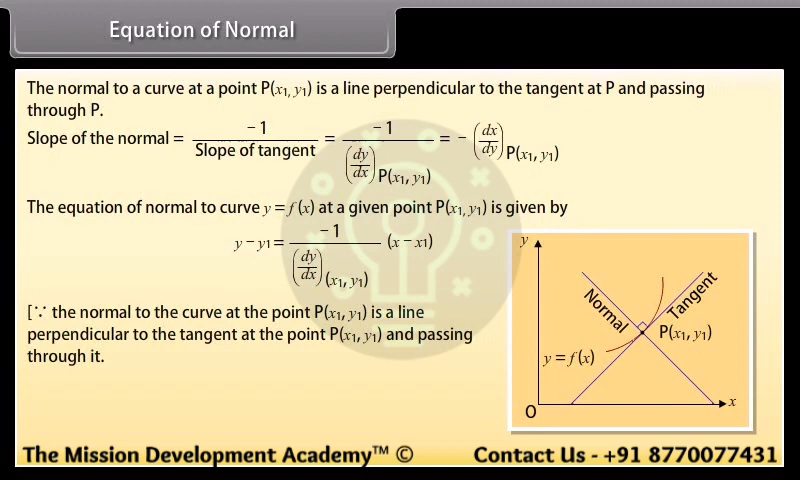 Equation of Normal
The normal to a curve at a point P(x₁, y₁) is a line perpendicular to the tangent at P and passing
through P.
Slope of the normal = −1 / Slope of tangent = −1 / (dy/dx)P(x₁, y₁) = − (dx/dy)P(x₁, y₁)
The equation of normal to curve y = f (x) at a given point P(x₁, y₁) is given by
y − y₁ = −1 / (dy/dx)(x₁, y₁) (x − x₁)
[∵ the normal to the curve at the point P(x₁, y₁) is a line
perpendicular to the tangent at the point P(x₁, y₁) and passing
through it.
y
Normal
Tangent
P(x₁, y₁)
y = f (x)
x
O
The Mission Development Academy™ ©
Contact Us - +91 8770077431